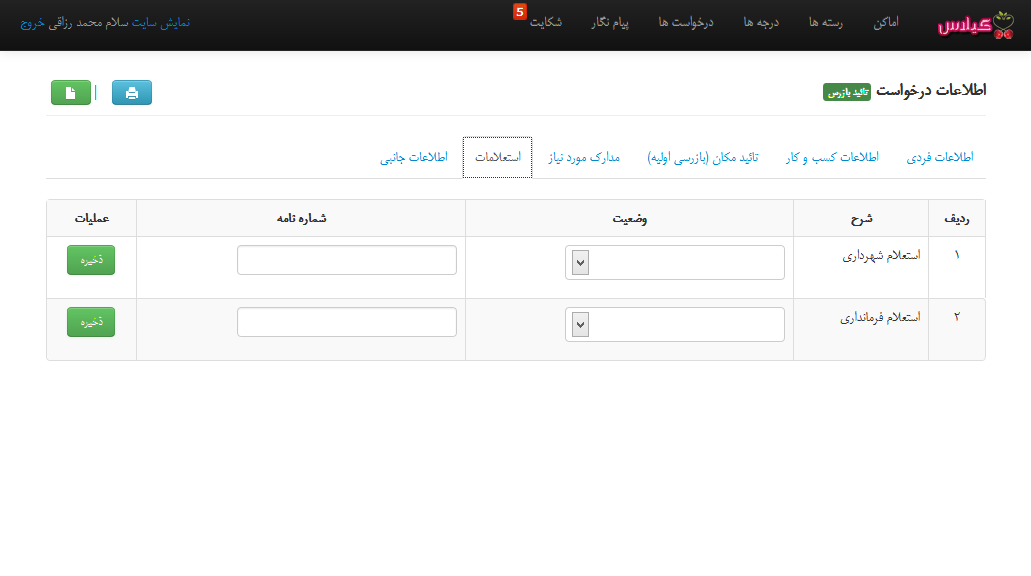 گیلاس اماکن رسته ها درجه ها درخواست ها پیام نگار شکایت 5 نمایش سایت سلام محمد رزاقی خروج
اطلاعات درخواست تائید بازرس
اطلاعات فردی اطلاعات کسب و کار تائید مکان (بازرسی اولیه) مدارک مورد نیاز استعلامات اطلاعات جانبی
ردیف شرح وضعیت شماره نامه عملیات
۱ استعلام شهرداری ذخیره
۲ استعلام فرمانداری ذخیره